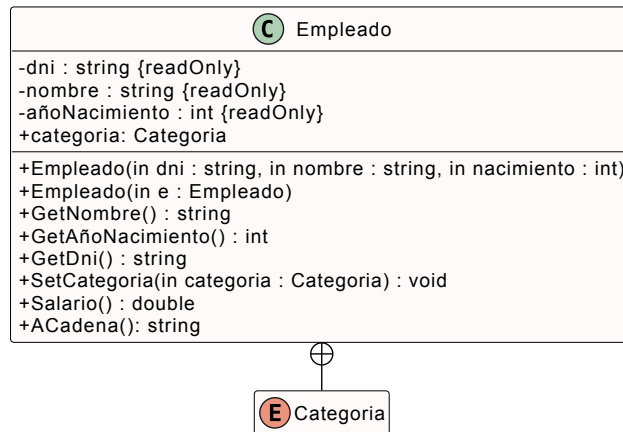 C Empleado
-dni : string {readOnly}
-nombre : string {readOnly}
-añoNacimiento : int {readOnly}
+categoria: Categoria
+Empleado(in dni : string, in nombre : string, in nacimiento : int)
+Empleado(in e : Empleado)
+GetNombre() : string
+GetAñoNacimiento() : int
+GetDni() : string
+SetCategoria(in categoria : Categoria) : void
+Salario() : double
+ACadena(): string
E Categoria